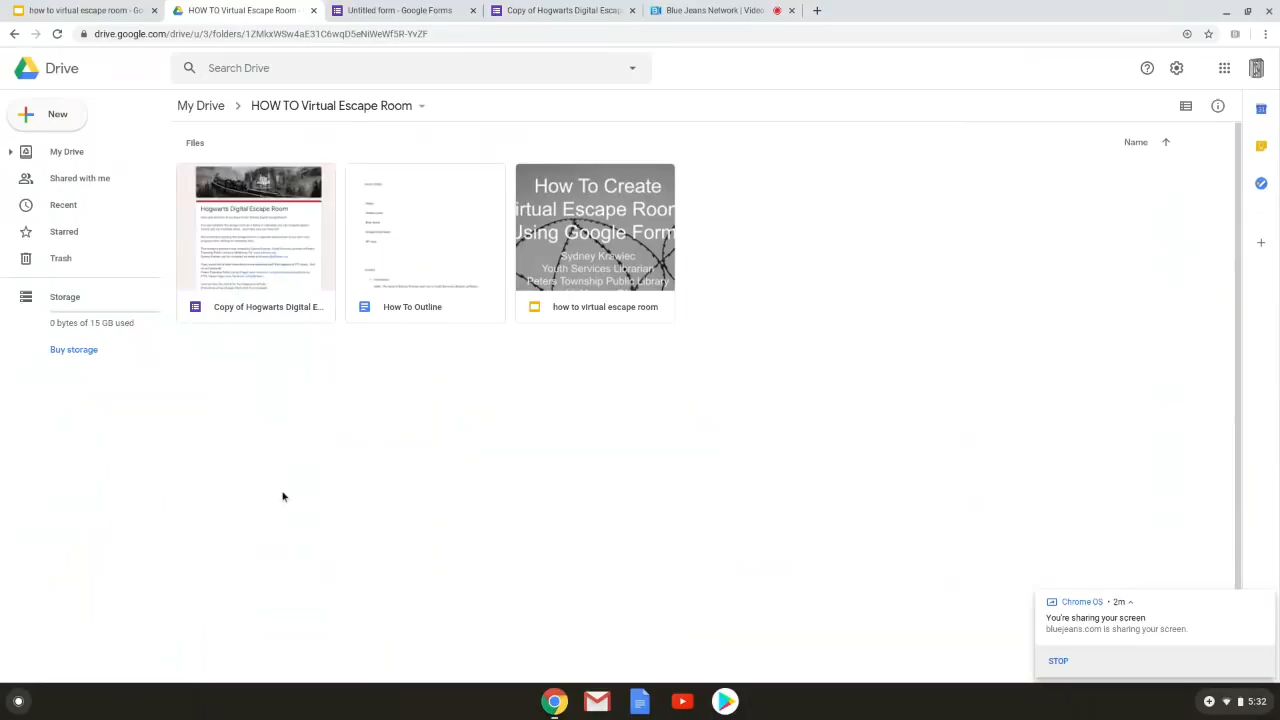 how to virtual escape room - Go
HOW TO Virtual Escape Room -
Untitled form - Google Forms
Copy of Hogwarts Digital Escape
Blue Jeans Network | Video
drive.google.com/drive/u/3/folders/1ZMkxWSw4aE31C6wqD5eNiWeWf5R-YvZF
Drive
Search Drive
New
My Drive
HOW TO Virtual Escape Room
My Drive
Shared with me
Recent
Starred
Trash
Storage
0 bytes of 15 GB used
Buy storage
Files
Name
Hogwarts Digital Escape Room
Copy of Hogwarts Digital E...
How To Outline
How To Create
irtual Escape Roor
Using Google Form
Sydney Krawiec
Youth Services Librarian
Peters Township Public Library
how to virtual escape room
Chrome OS • 2m
You're sharing your screen
bluejeans.com is sharing your screen.
STOP
5:32